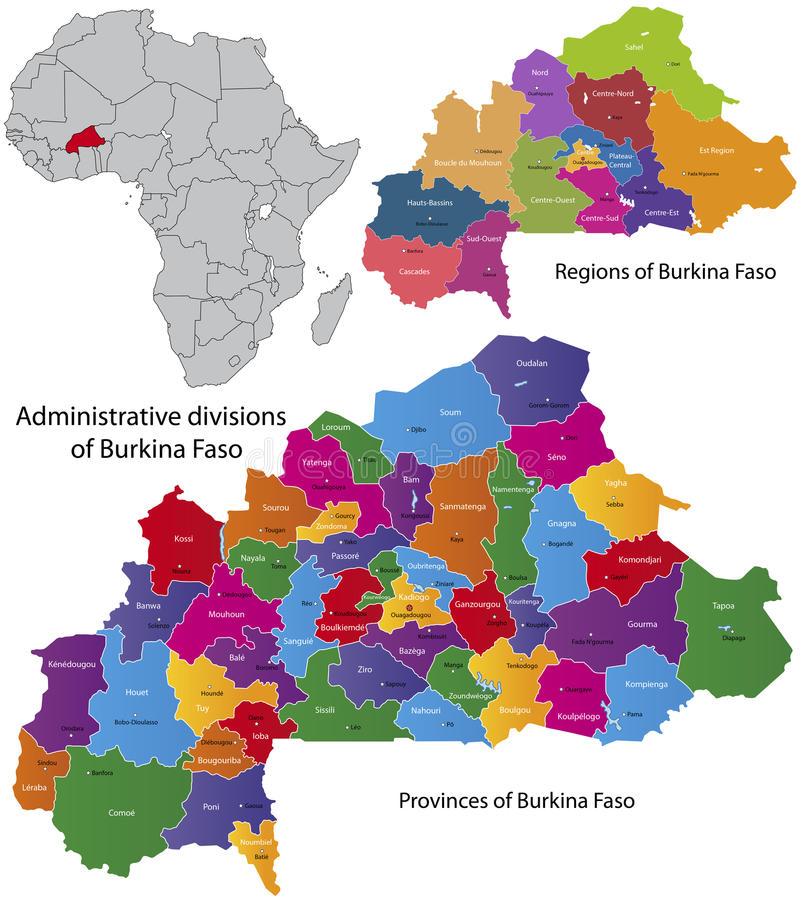 Sahel
Dori
Nord
Ouahigouya
Centre-Nord
Kaya
Est Region
Fada N'gourma
Dédougou
Boucle du Mouhoun
Ziniaré
Centre
Ouagadougou
Plateau-
Central
Koudougou
Centre-Ouest
Tenkodogo
Manga
Centre-Est
Centre-Sud
Hauts-Bassins
Bobo-Dioulasso
Sud-Ouest
Banfora
Cascades
Gaoua
Regions of Burkina Faso
Administrative divisions
of Burkina Faso
Oudalan
Gorom-Gorom
Soum
Djibo
Loroum
Titao
Séno
Dori
Yatenga
Ouahigouya
Bam
Kongoussi
Sanmatenga
Kaya
Namentenga
Boulsa
Yagha
Sebba
Sourou
Tougan
Gourcy
Zondoma
Gnagna
Bogandé
Kossi
Nouna
Yako
Passoré
Nayala
Toma
Komondjari
Gayéri
Boussé
Kourwéogo
Oubritenga
Ziniaré
Dédougou
Mouhoun
Réo
Sanguié
Koudougou
Boulkiemdé
Kadiogo
Ouagadougou
Ganzourgou
Zorgho
Kouritenga
Koupéla
Banwa
Solenzo
Tapoa
Diapaga
Gourma
Fada N'gourma
Kombissiri
Bazèga
Balé
Boromo
Kénédougou
Orodara
Houet
Bobo-Dioulasso
Houndé
Tuy
Ziro
Sapouy
Manga
Zoundwéogo
Tenkodogo
Boulgou
Ouargaye
Koulpélogo
Kompienga
Pama
Sissili
Léo
Nahouri
Pô
Dano
Ioba
Diébougou
Bougouriba
Sindou
Léraba
Banfora
Comoé
Poni
Gaoua
Noumbiel
Batié
Provinces of Burkina Faso
dreamstime